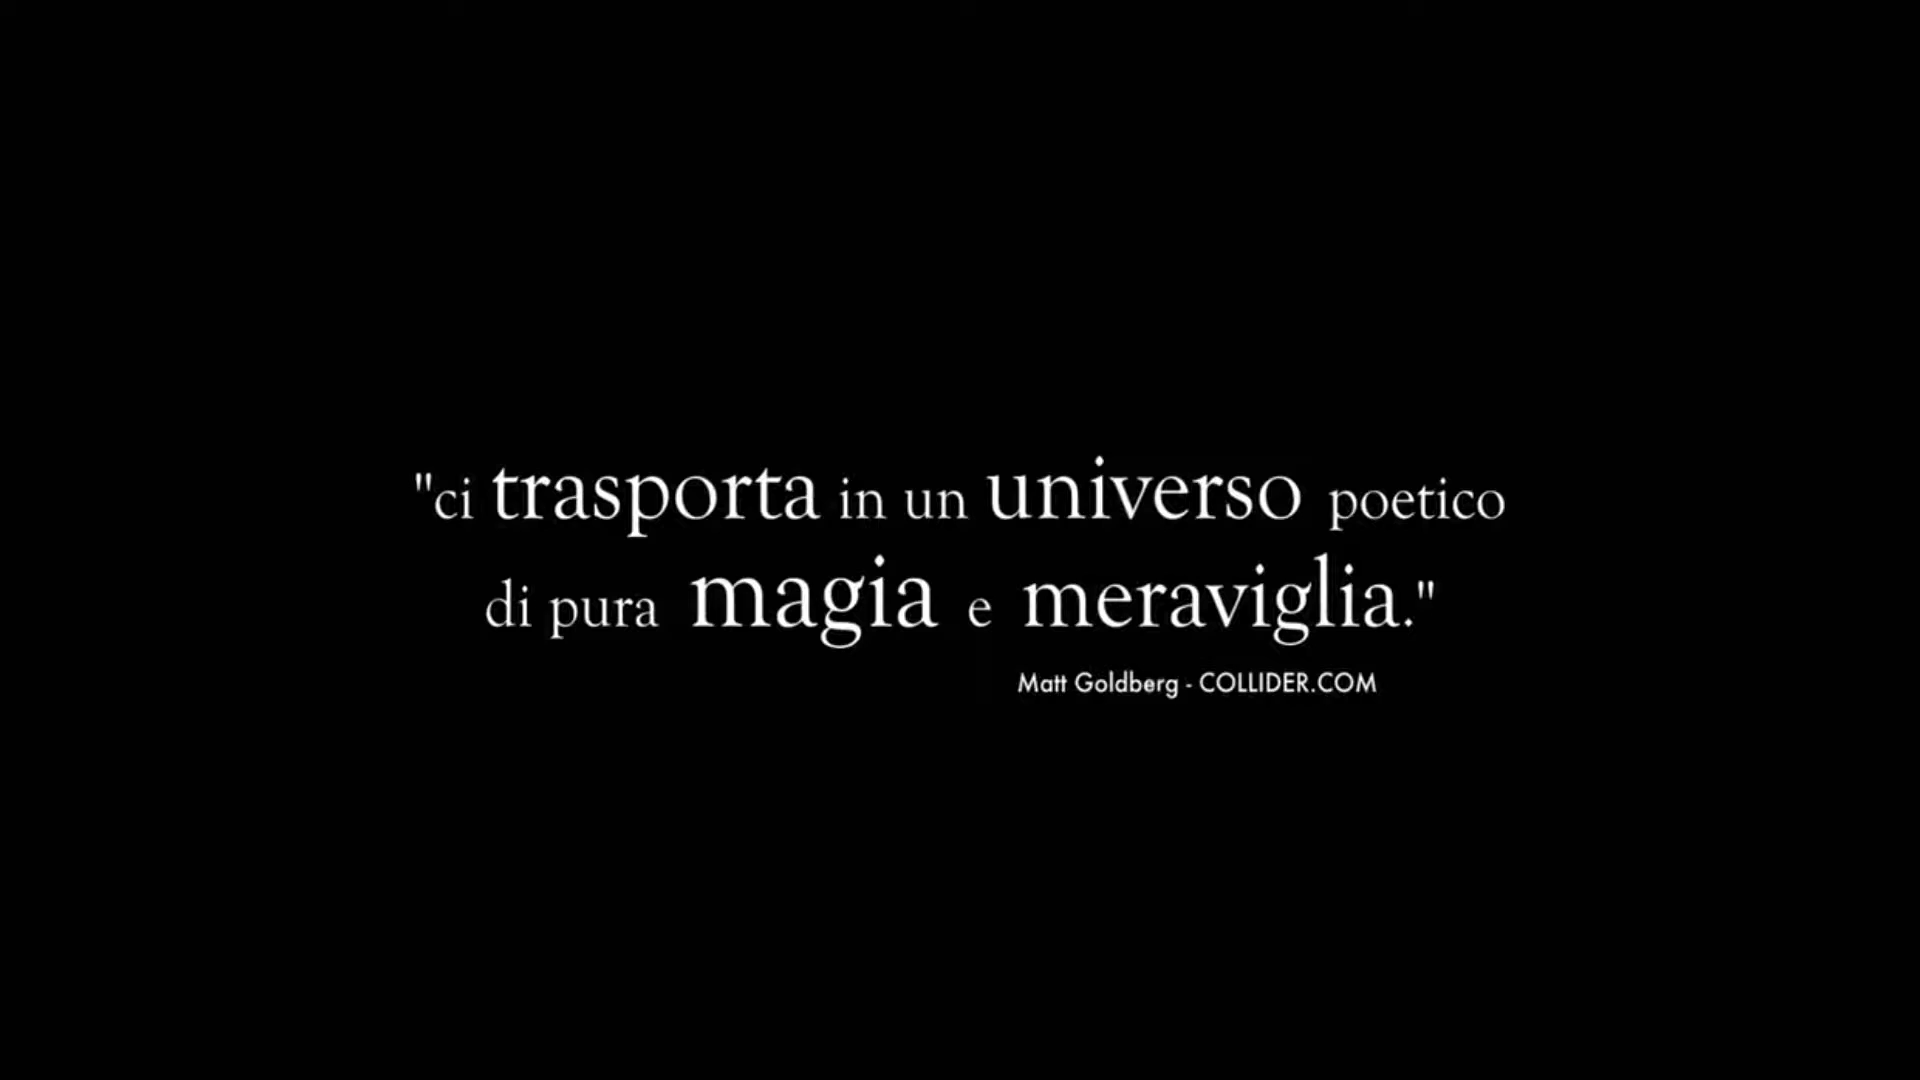 "ci trasporta in un universo poetico
di pura magia e meraviglia."
Matt Goldberg - COLLIDER.COM